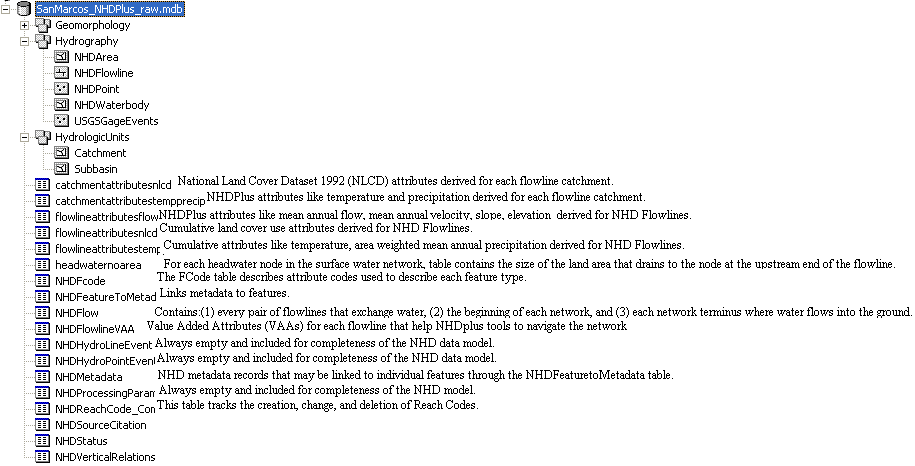 SanMarcos_NHDPlus_raw.mdb
Geomorphology
Hydrography
NHDArea
NHDFlowline
NHDPoint
NHDWaterbody
USGSGageEvents
HydrologicUnits
Catchment
Subbasin
catchmentattributesnlcd National Land Cover Dataset 1992 (NLCD) attributes derived for each flowline catchment.
catchmentattributestempprecip NHDPlus attributes like temperature and precipitation derived for each flowline catchment.
flowlineattributesflow NHDPlus attributes like mean annual flow, mean annual velocity, slope, elevation derived for NHD Flowlines.
flowlineattributesnlcd Cumulative land cover use attributes derived for NHD Flowlines.
flowlineattributestemp Cumulative attributes like temperature, area weighted mean annual precipitation derived for NHD Flowlines.
headwaternoarea For each headwater node in the surface water network, table contains the size of the land area that drains to the node at the upstream end of the flowline.
NHDFcode The FCode table describes attribute codes used to describe each feature type.
NHDFeatureToMetad Links metadata to features.
NHDFlow Contains:(1) every pair of flowlines that exchange water, (2) the beginning of each network, and (3) each network terminus where water flows into the ground.
NHDFlowlineVAA Value Added Attributes (VAAs) for each flowline that help NHDplus tools to navigate the network
NHDHydroLineEvent Always empty and included for completeness of the NHD data model.
NHDHydroPointEvent Always empty and included for completeness of the NHD data model.
NHDMetadata NHD metadata records that may be linked to individual features through the NHDFeaturetoMetadata table.
NHDProcessingParam Always empty and included for completeness of the NHD model.
NHDReachCode_Com This table tracks the creation, change, and deletion of Reach Codes.
NHDSourceCitation
NHDStatus
NHDVerticalRelations